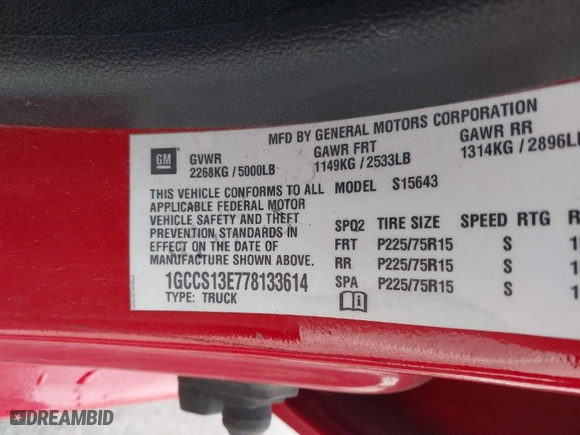 MFD BY GENERAL MOTORS CORPORATION
GM GVWR GAWR FRT GAWR RR
2268KG / 5000LB 1149KG / 2533LB 1314KG / 2896L
THIS VEHICLE CONFORMS TO ALL MODEL S15643
APPLICABLE FEDERAL MOTOR
VEHICLE SAFETY AND THEFT SPQ2 TIRE SIZE SPEED RTG R
PREVENTION STANDARDS IN FRT P225/75R15 S
EFFECT ON THE DATE OF RR P225/75R15 S
MANUFACTURE SHOWN ABOVE. SPA P225/75R15 S
1GCCS13E778133614
TYPE: TRUCK
DREAMBID